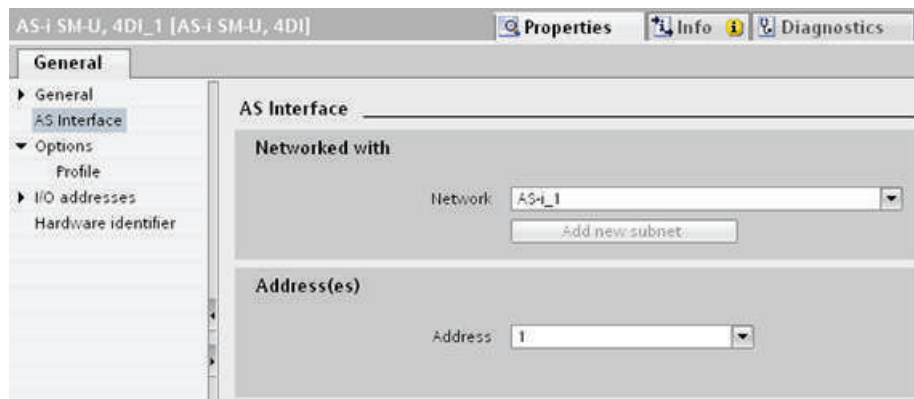 AS-i SM-U, 4DI_1 [AS-i SM-U, 4DI]
Properties
Info
Diagnostics
General
General
AS Interface
Options
Profile
I/O addresses
Hardware identifier
AS Interface
Networked with
Network AS-i_1
Add new subnet
Address(es)
Address 1